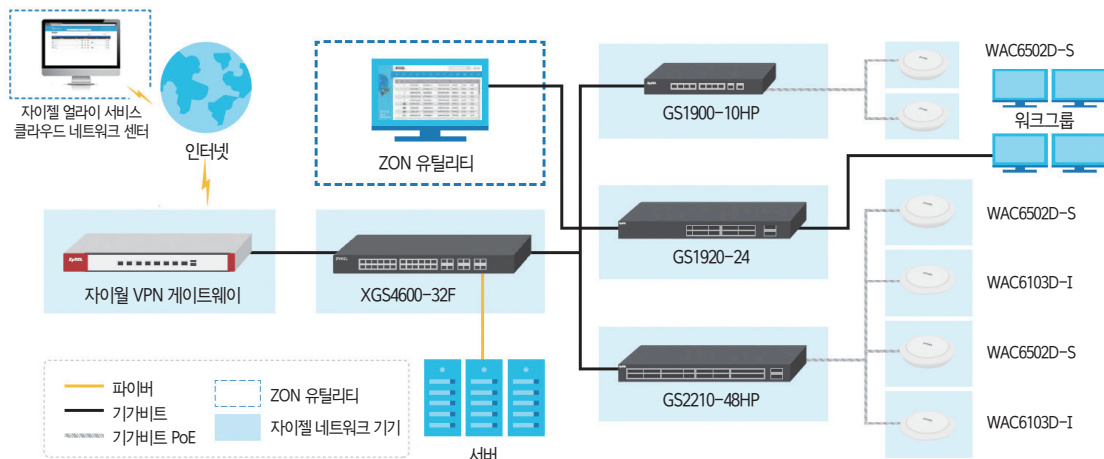 자이젤 얼라이 서비스
클라우드 네트워크 센터
인터넷
ZON 유틸리티
GS1900-10HP
WAC6502D-S
워크그룹
GS1920-24
WAC6502D-S
WAC6103D-I
WAC6502D-S
WAC6103D-I
ZyXEL
자이월 VPN 게이트웨이
ZyXEL
XGS4600-32F
GS2210-48HP
서버
파이버
기가비트
기가비트 PoE
ZON 유틸리티
자이젤 네트워크 기기